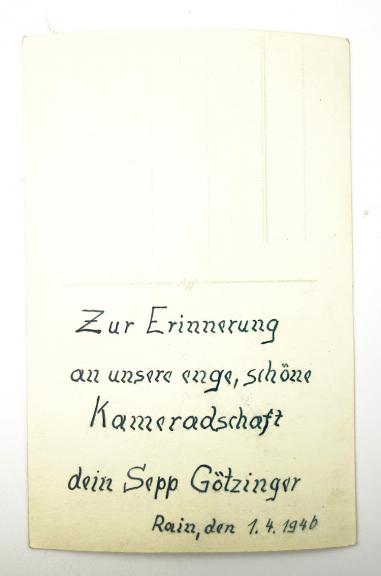 Zur Erinnerung
an unsere enge, schöne
Kameradschaft
dein Sepp Götzinger
Rain, den 1.4.1946